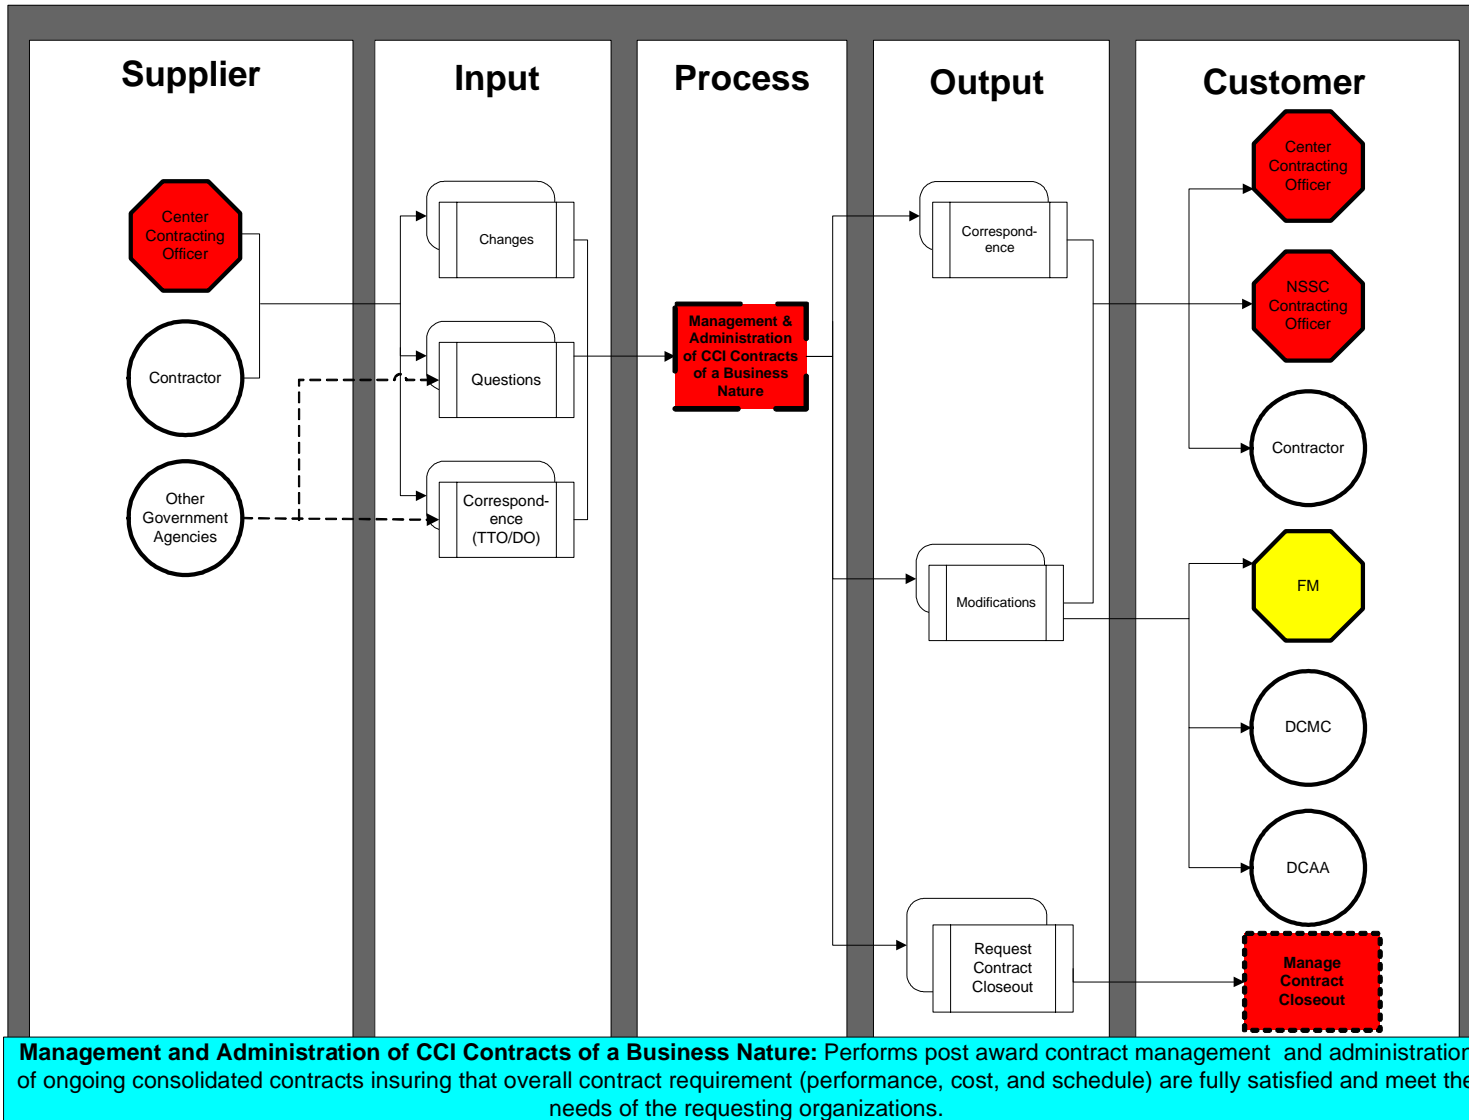 Supplier
Input
Process
Output
Customer
Center
Contracting
Officer
Contractor
Other
Government
Agencies
Changes
Questions
Correspond-
ence
(TTO/DO)
Management &
Administration
of CCI Contracts
of a Business
Nature
Correspond-
ence
Modifications
Request
Contract
Closeout
Center
Contracting
Officer
NSSC
Contracting
Officer
Contractor
FM
DCMC
DCAA
Manage
Contract
Closeout
Management and Administration of CCI Contracts of a Business Nature: Performs post award contract management and administration
of ongoing consolidated contracts insuring that overall contract requirement (performance, cost, and schedule) are fully satisfied and meet the
needs of the requesting organizations.